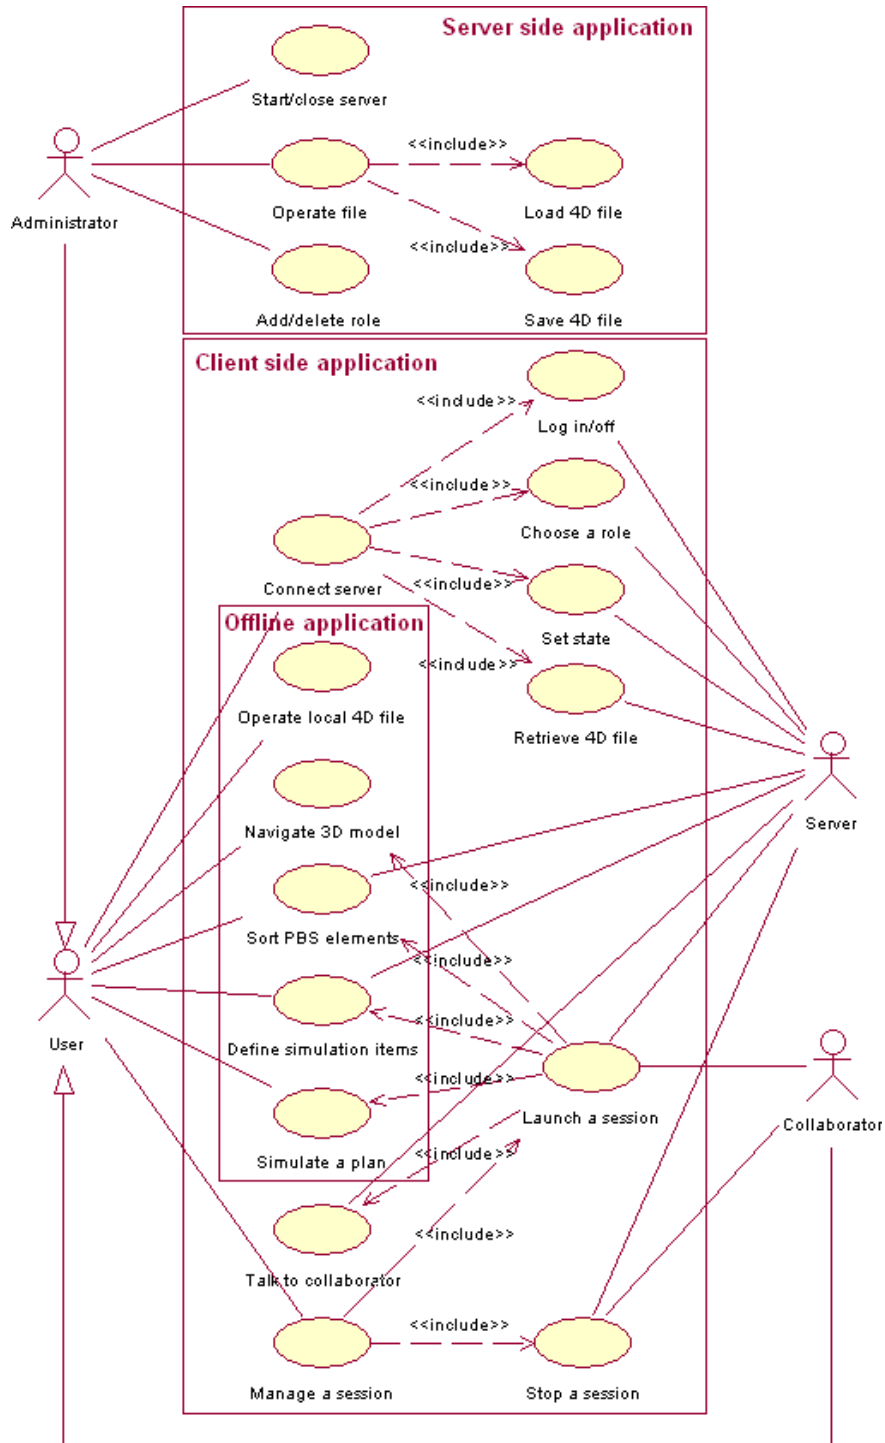 Server side application
Start/close server
<<include>>
Administrator
Operate file
Load 4D file
<<include>>
Add/delete role
Save 4D file
Client side application
<<include>>
Log in/off
<<include>>
Choose a role
Connect server
<<include>>
Offline application
Set state
<<include>>
Operate local 4D file
Retrieve 4D file
Navigate 3D model
Server
<<include>>
Sort PBS elements
<<include>>
<<include>>
User
Define simulation items
<<include>>
Launch a session
Collaborator
<<include>>
Simulate a plan
<<include>>
Talk to collaborator
<<include>>
Manage a session
Stop a session